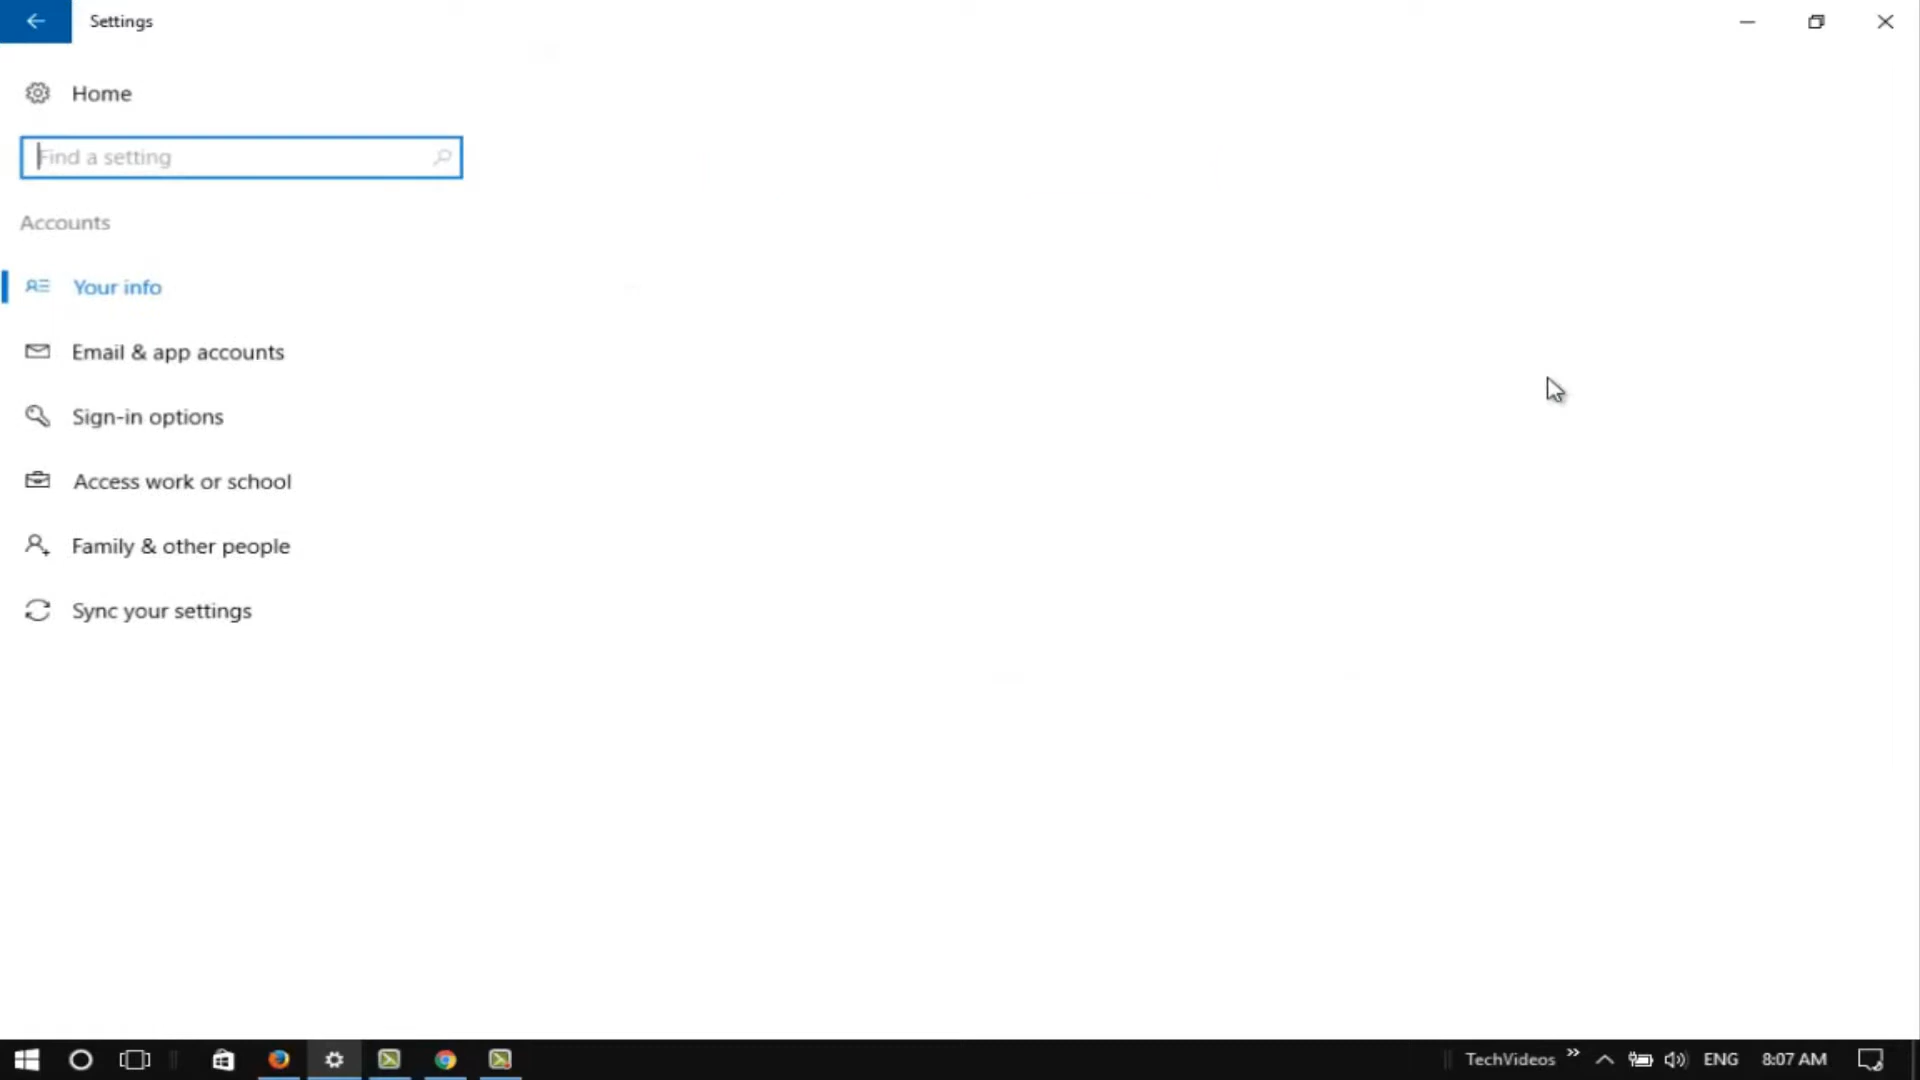 Settings
Home
Find a setting
Accounts
Your info
Email & app accounts
Sign-in options
Access work or school
Family & other people
Sync your settings
TechVideos
ENG
8:07 AM